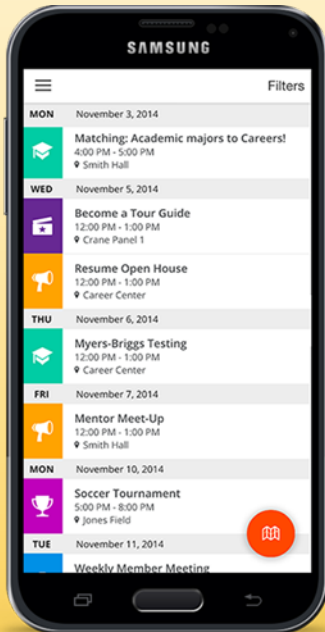 SAMSUNG
Filters
MON November 3, 2014
Matching: Academic majors to Careers!
4:00 PM - 5:00 PM
Smith Hall
WED November 5, 2014
Become a Tour Guide
12:00 PM - 1:00 PM
Crane Panel 1
Resume Open House
12:00 PM - 1:00 PM
Career Center
THU November 6, 2014
Myers-Briggs Testing
12:00 PM - 1:00 PM
Career Center
FRI November 7, 2014
Mentor Meet-Up
12:00 PM - 1:00 PM
Smith Hall
MON November 10, 2014
Soccer Tournament
5:00 PM - 8:00 PM
Jones Field
TUE November 11, 2014
Weekly Member Meeting